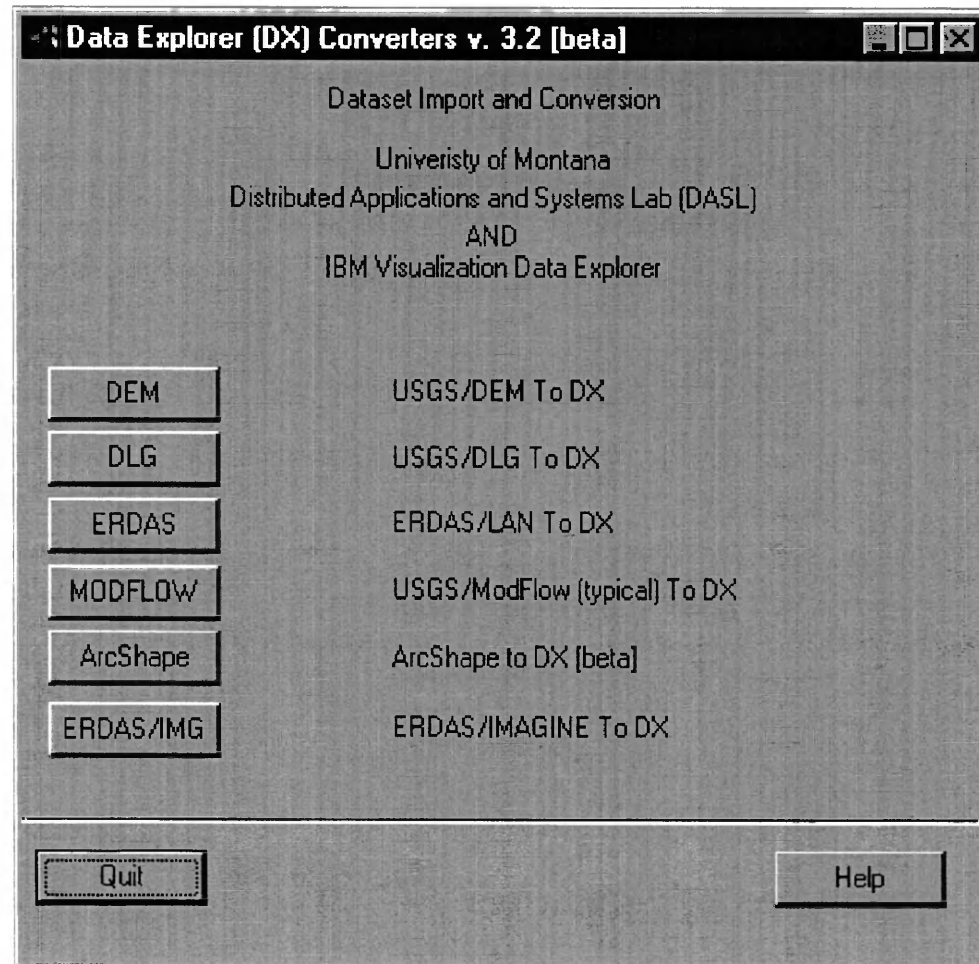 Data Explorer (DX) Converters v. 3.2 [beta]
Dataset Import and Conversion
Univeristy of Montana
Distributed Applications and Systems Lab (DASL)
AND
IBM Visualization Data Explorer
DEM USGS/DEM To DX
DLG USGS/DLG To DX
ERDAS ERDAS/LAN To DX
MODFLOW USGS/ModFlow (typical) To DX
ArcShape ArcShape to DX [beta]
ERDAS/IMG ERDAS/IMAGINE To DX
Quit Help